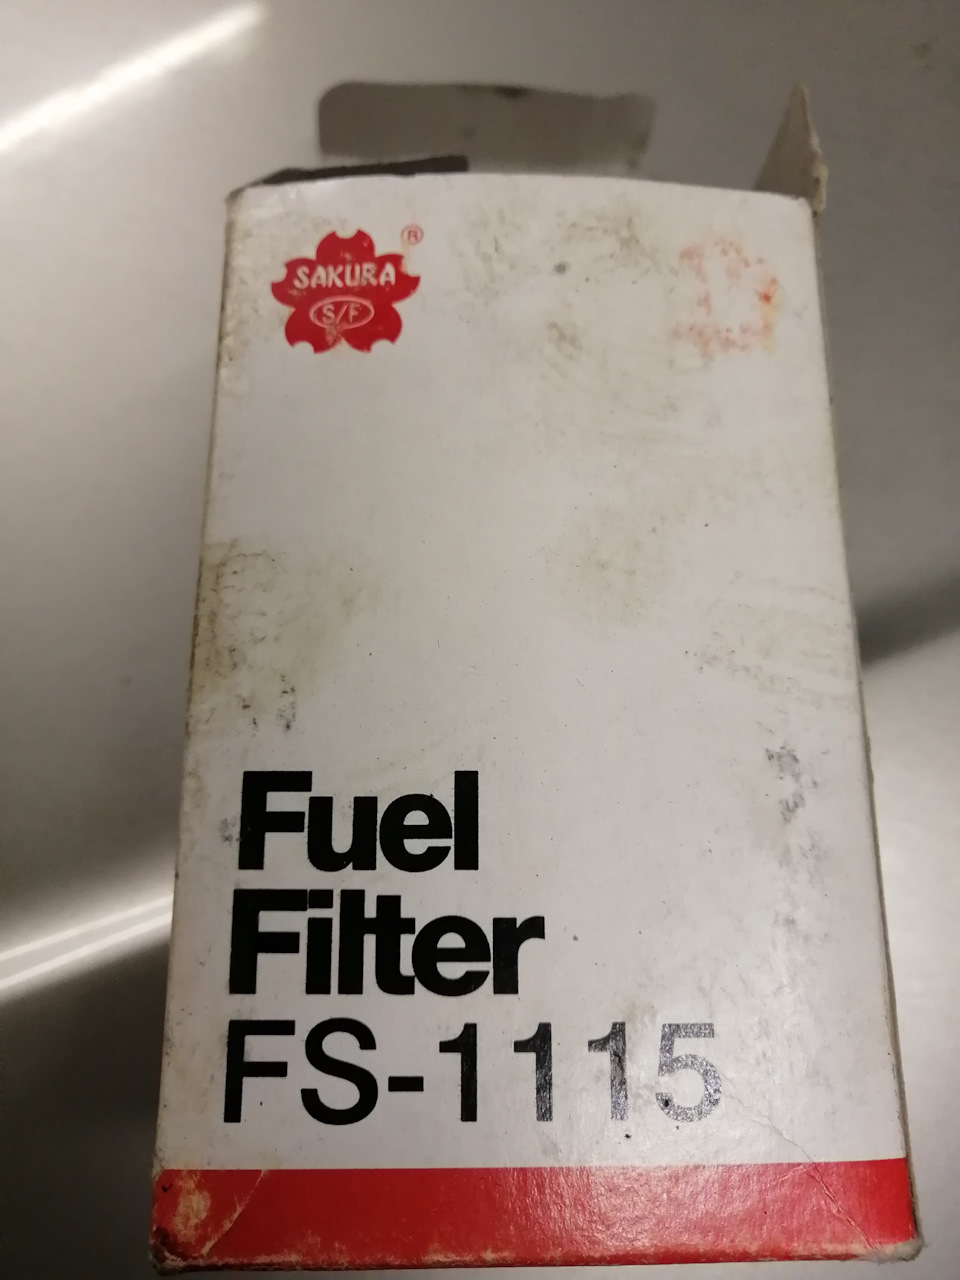 SAKURA ®
S/F
Fuel
Filter
FS-1115